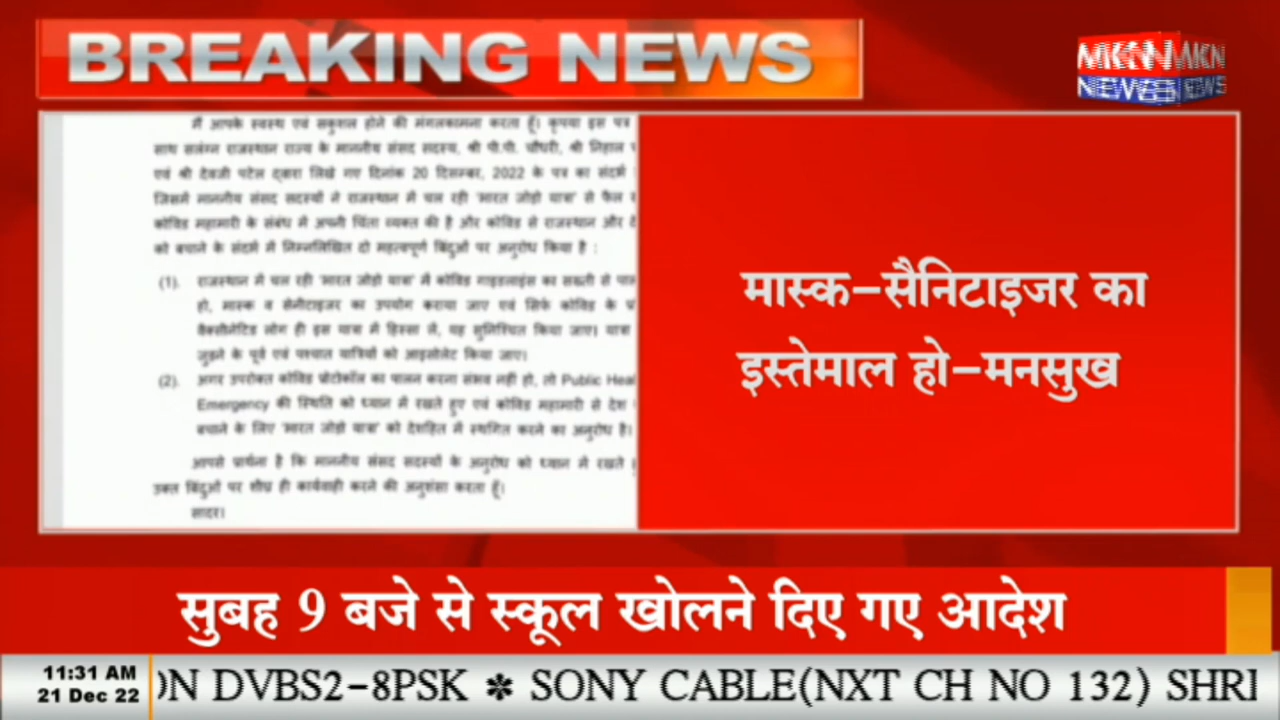 BREAKING NEWS
MKN MKN
NEWS NEWS
मैं आपके स्वस्थ एवं सकुशल होने की मंगलकामना करता हूँ। कृपया इस पत्र
साथ संलग्न राजस्थान राज्य के माननीय संसद सदस्य, श्री पी.पी. चौधरी, श्री निहाल
एवं श्री देवजी पटेल द्वारा लिखे गए दिनांक 20 दिसम्बर, 2022 के पत्र का संदर्भ
जिसमें माननीय संसद सदस्यों ने राजस्थान में चल रही 'भारत जोड़ो यात्रा' से फैल
कोविड महामारी के संबंध में अपनी चिंता व्यक्त की है और कोविड से राजस्थान और
को बचाने के संदर्भ में निम्नलिखित दो महत्वपूर्ण बिंदुओं पर अनुरोध किया है :
(1). राजस्थान में चल रही 'भारत जोड़ो यात्रा' में कोविड गाइडलाइंस का सख्ती से
हो, मास्क व सेनीटाइजर का उपयोग कराया जाए एवं सिर्फ कोविड के
वैक्सीनेटिड लोग ही इस यात्रा में हिस्सा लें, यह सुनिश्चित किया जाए। यात्रा
जुड़ने के पूर्व एवं पश्चात यात्रियों को आइसोलेट किया जाए।
(2). अगर उपरोक्त कोविड प्रोटोकॉल का पालन करना संभव नहीं हो, तो Public
Emergency की स्थिति को ध्यान में रखते हुए एवं कोविड महामारी से देश
बचाने के लिए 'भारत जोड़ो यात्रा' को देशहित में स्थगित करने का अनुरोध है।
आपसे प्रार्थना है कि माननीय संसद सदस्यों के अनुरोध को ध्यान में रखते
उक्त बिंदुओं पर शीघ्र ही कार्यवाही करने की अनुशंसा करता हूँ।
सादर।
मास्क-सैनिटाइजर का
इस्तेमाल हो-मनसुख
सुबह 9 बजे से स्कूल खोलने दिए गए आदेश
11:31 AM
21 Dec 22
DVBS2-8PSK ✽ SONY CABLE(NXT CH NO 132) SHRI